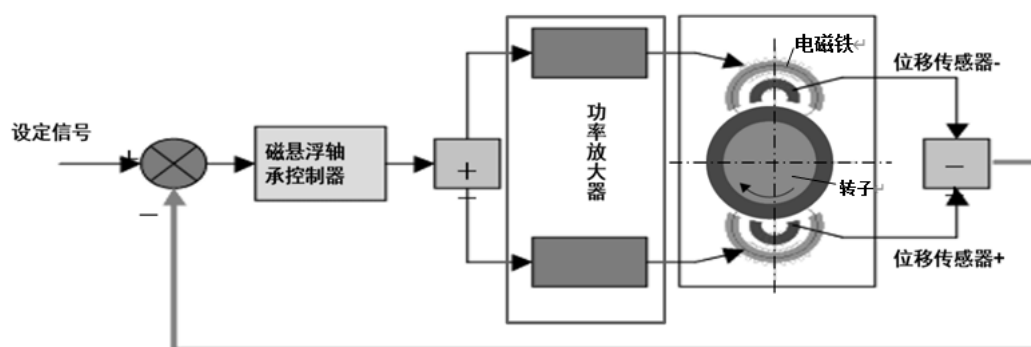 电磁铁
位移传感器-
设定信号
+
磁悬浮轴
承控制器
+
−
功
率
放
大
器
−
转子
−
位移传感器+